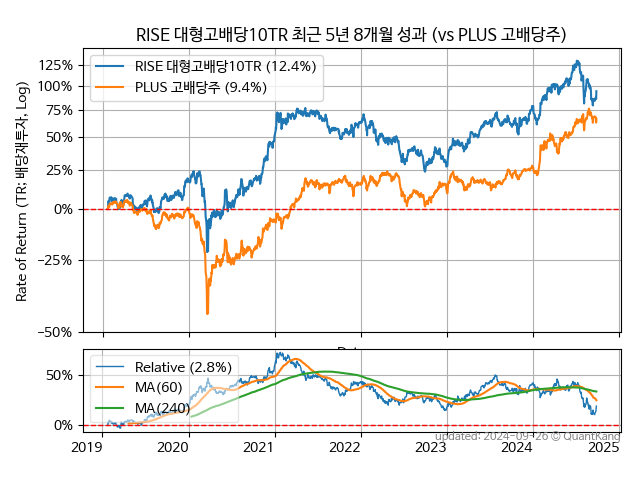 RISE 대형고배당10TR 최근 5년 8개월 성과 (vs PLUS 고배당주)
RISE 대형고배당10TR (12.4%)
PLUS 고배당주 (9.4%)
Rate of Return (TR: 배당재투자, Log)
125%
100%
75%
50%
25%
0%
−25%
−50%
Relative (2.8%)
MA(60)
MA(240)
50%
0%
2019 2020 2021 2022 2023 2024 2025
updated: 2024-09-26 © QuantKang